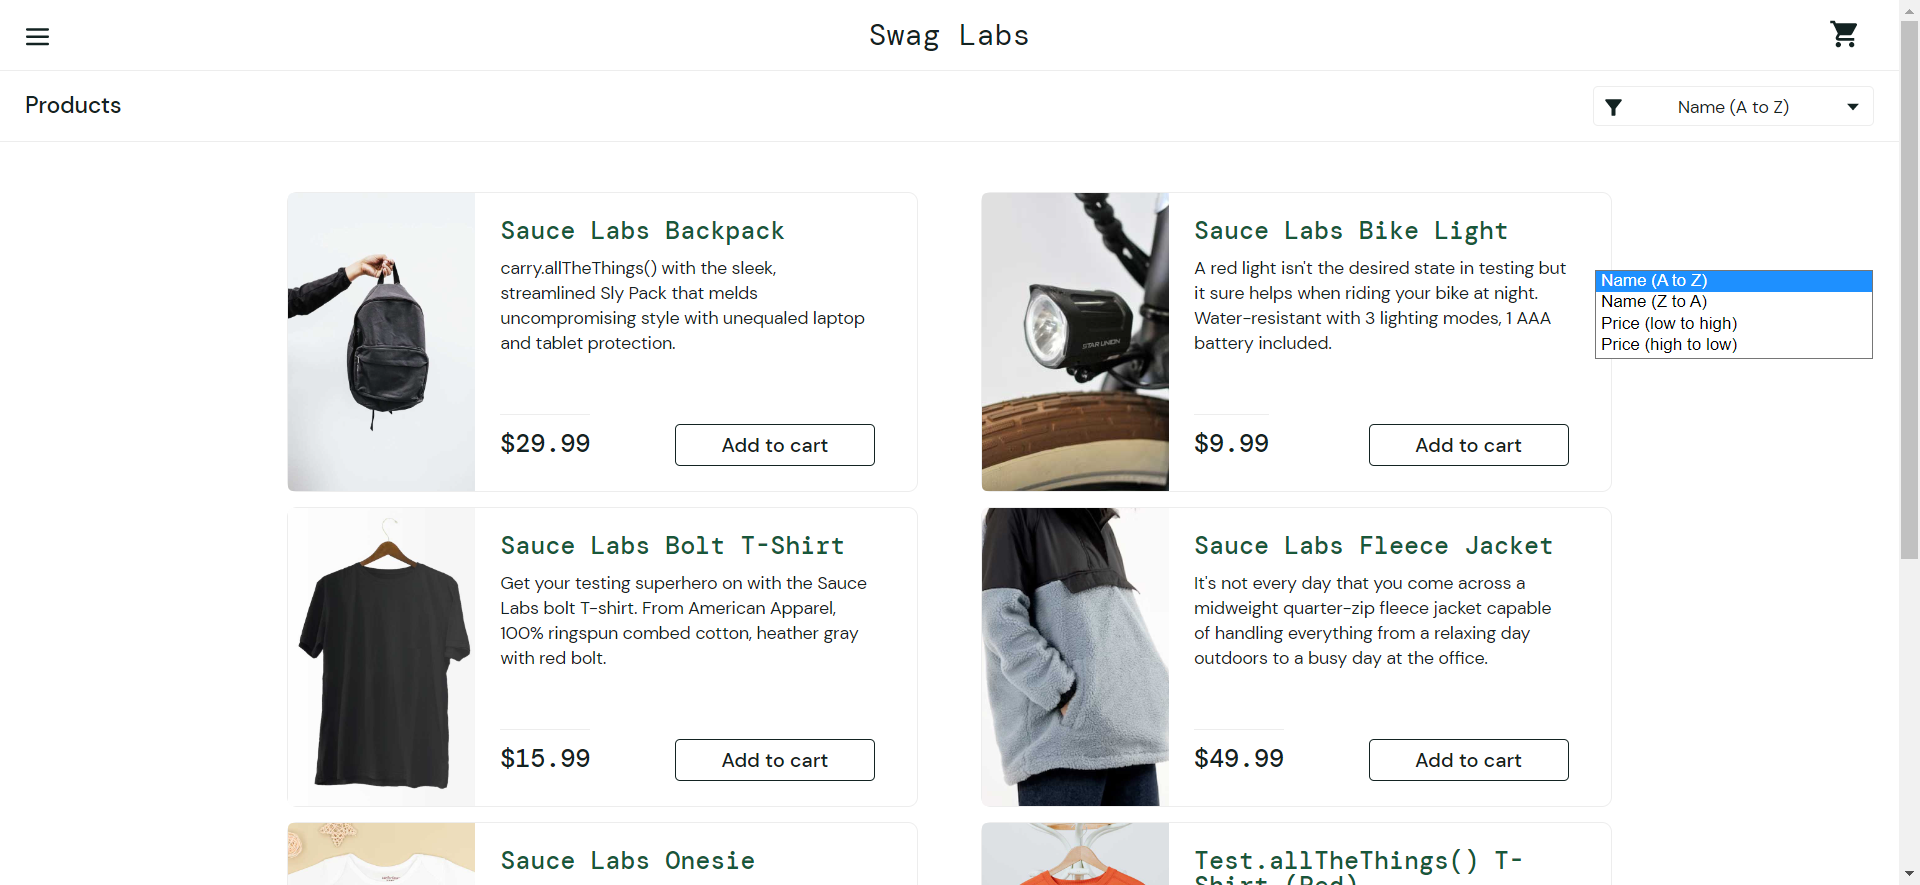 Swag Labs
Products
Name (A to Z)
Name (A to Z)
Name (Z to A)
Price (low to high)
Price (high to low)
Sauce Labs Backpack
carry.allTheThings() with the sleek,
streamlined Sly Pack that melds
uncompromising style with unequaled laptop
and tablet protection.
$29.99
Add to cart
Sauce Labs Bike Light
A red light isn't the desired state in testing but
it sure helps when riding your bike at night.
Water-resistant with 3 lighting modes, 1 AAA
battery included.
STAR UNION
$9.99
Add to cart
Sauce Labs Bolt T-Shirt
Get your testing superhero on with the Sauce
Labs bolt T-shirt. From American Apparel,
100% ringspun combed cotton, heather gray
with red bolt.
$15.99
Add to cart
Sauce Labs Fleece Jacket
It's not every day that you come across a
midweight quarter-zip fleece jacket capable
of handling everything from a relaxing day
outdoors to a busy day at the office.
$49.99
Add to cart
Sauce Labs Onesie
Test.allTheThings() T-
Shirt (Red)